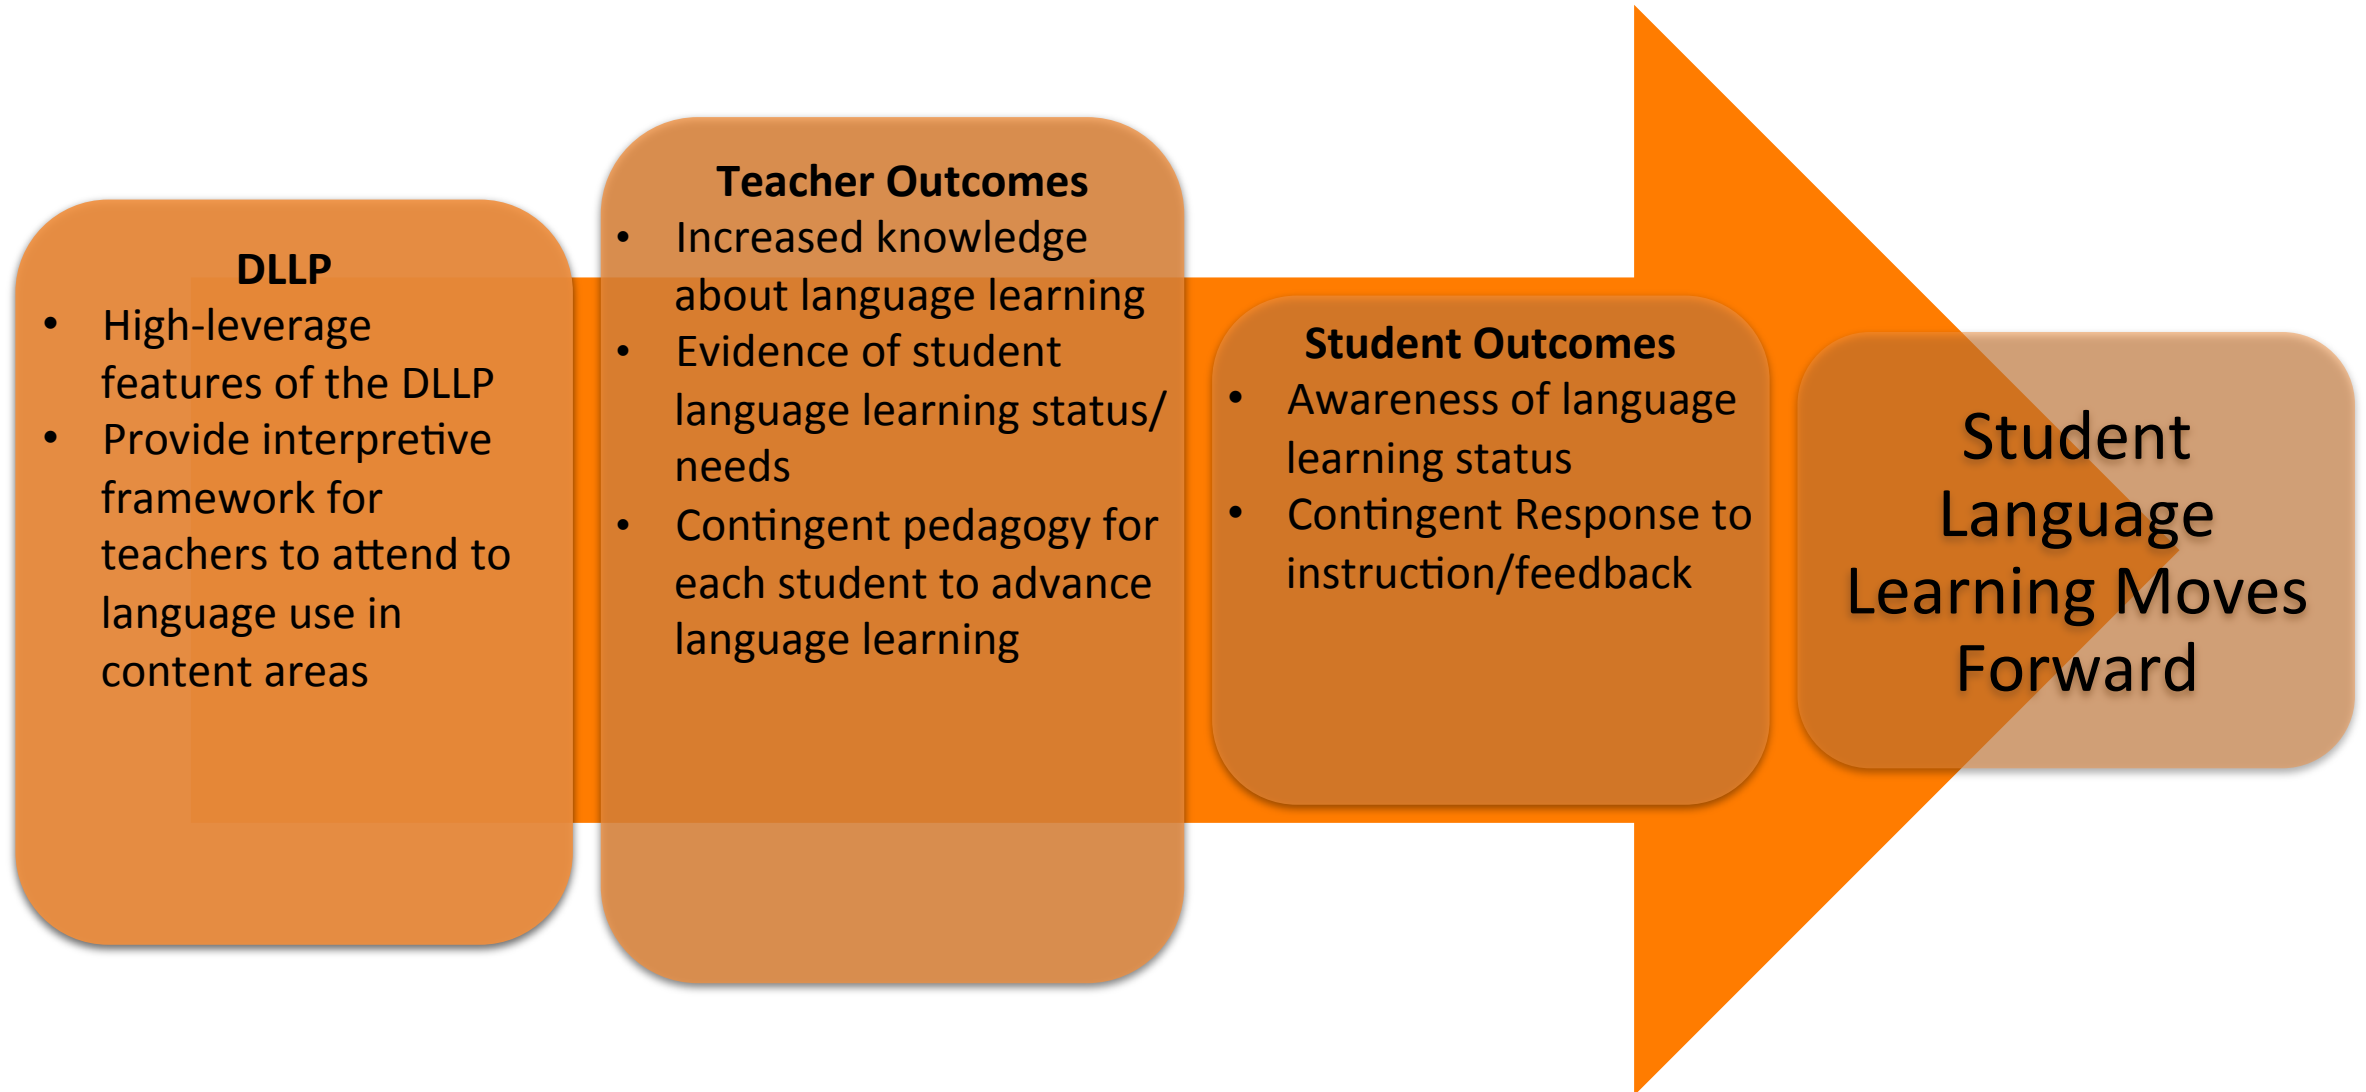 DLLP
• High-leverage
features of the DLLP
• Provide interpretive
framework for
teachers to attend to
language use in
content areas
Teacher Outcomes
• Increased knowledge
about language learning
• Evidence of student
language learning status/
needs
• Contingent pedagogy for
each student to advance
language learning
Student Outcomes
• Awareness of language
learning status
• Contingent Response to
instruction/feedback
Student
Language
Learning Moves
Forward